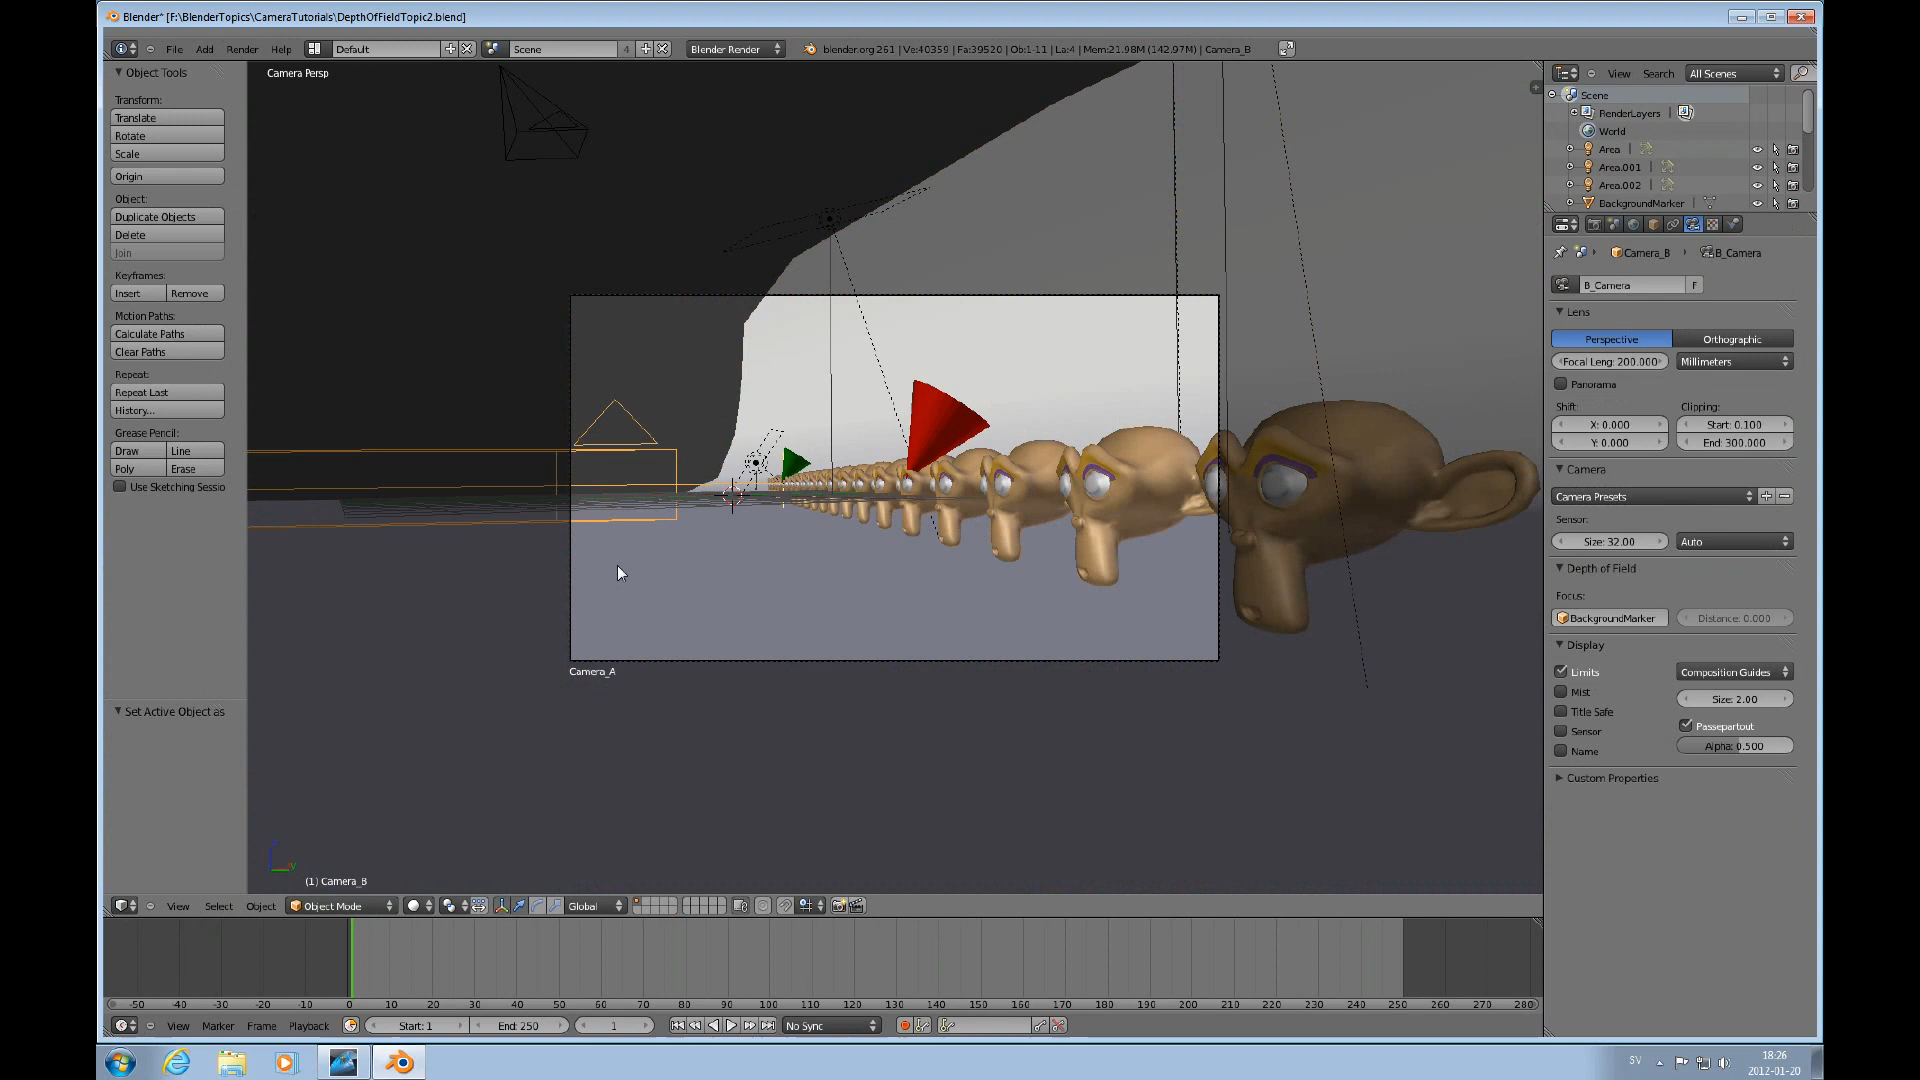 Blender* [F:\BlenderTopics\CameraTutorials\DepthOfFieldTopic2.blend]
File Add Render Help Default Scene 4 Blender Render blender.org 261 | Ve:40359 | Fa:39520 | Ob:1-11 | La:4 | Mem:21.98M (142.97M) | Camera_B
Object Tools
Transform:
Translate
Rotate
Scale
Origin
Object:
Duplicate Objects
Delete
Join
Keyframes:
Insert Remove
Motion Paths:
Calculate Paths
Clear Paths
Repeat:
Repeat Last
History...
Grease Pencil:
Draw Line
Poly Erase
Use Sketching Sessio
Set Active Object as
Camera Persp
Camera_A
(1) Camera_B
View Search All Scenes
Scene
RenderLayers
World
Area
Area.001
Area.002
BackgroundMarker
Camera_B B_Camera
B_Camera F
Lens
Perspective Orthographic
Focal Leng: 200.000 Millimeters
Panorama
Shift: Clipping:
X: 0.000 Start: 0.100
Y: 0.000 End: 300.000
Camera
Camera Presets
Sensor:
Size: 32.00 Auto
Depth of Field
Focus:
BackgroundMarker Distance: 0.000
Display
Limits Composition Guides
Mist Size: 2.00
Title Safe
Sensor Passepartout
Name Alpha: 0.500
Custom Properties
View Select Object Object Mode Global
-50 -40 -30 -20 -10 0 10 20 30 40 50 60 70 80 90 100 110 120 130 140 150 160 170 180 190 200 210 220 230 240 250 260 270 280
View Marker Frame Playback Start: 1 End: 250 1 No Sync
SV 18:26
2012-01-20